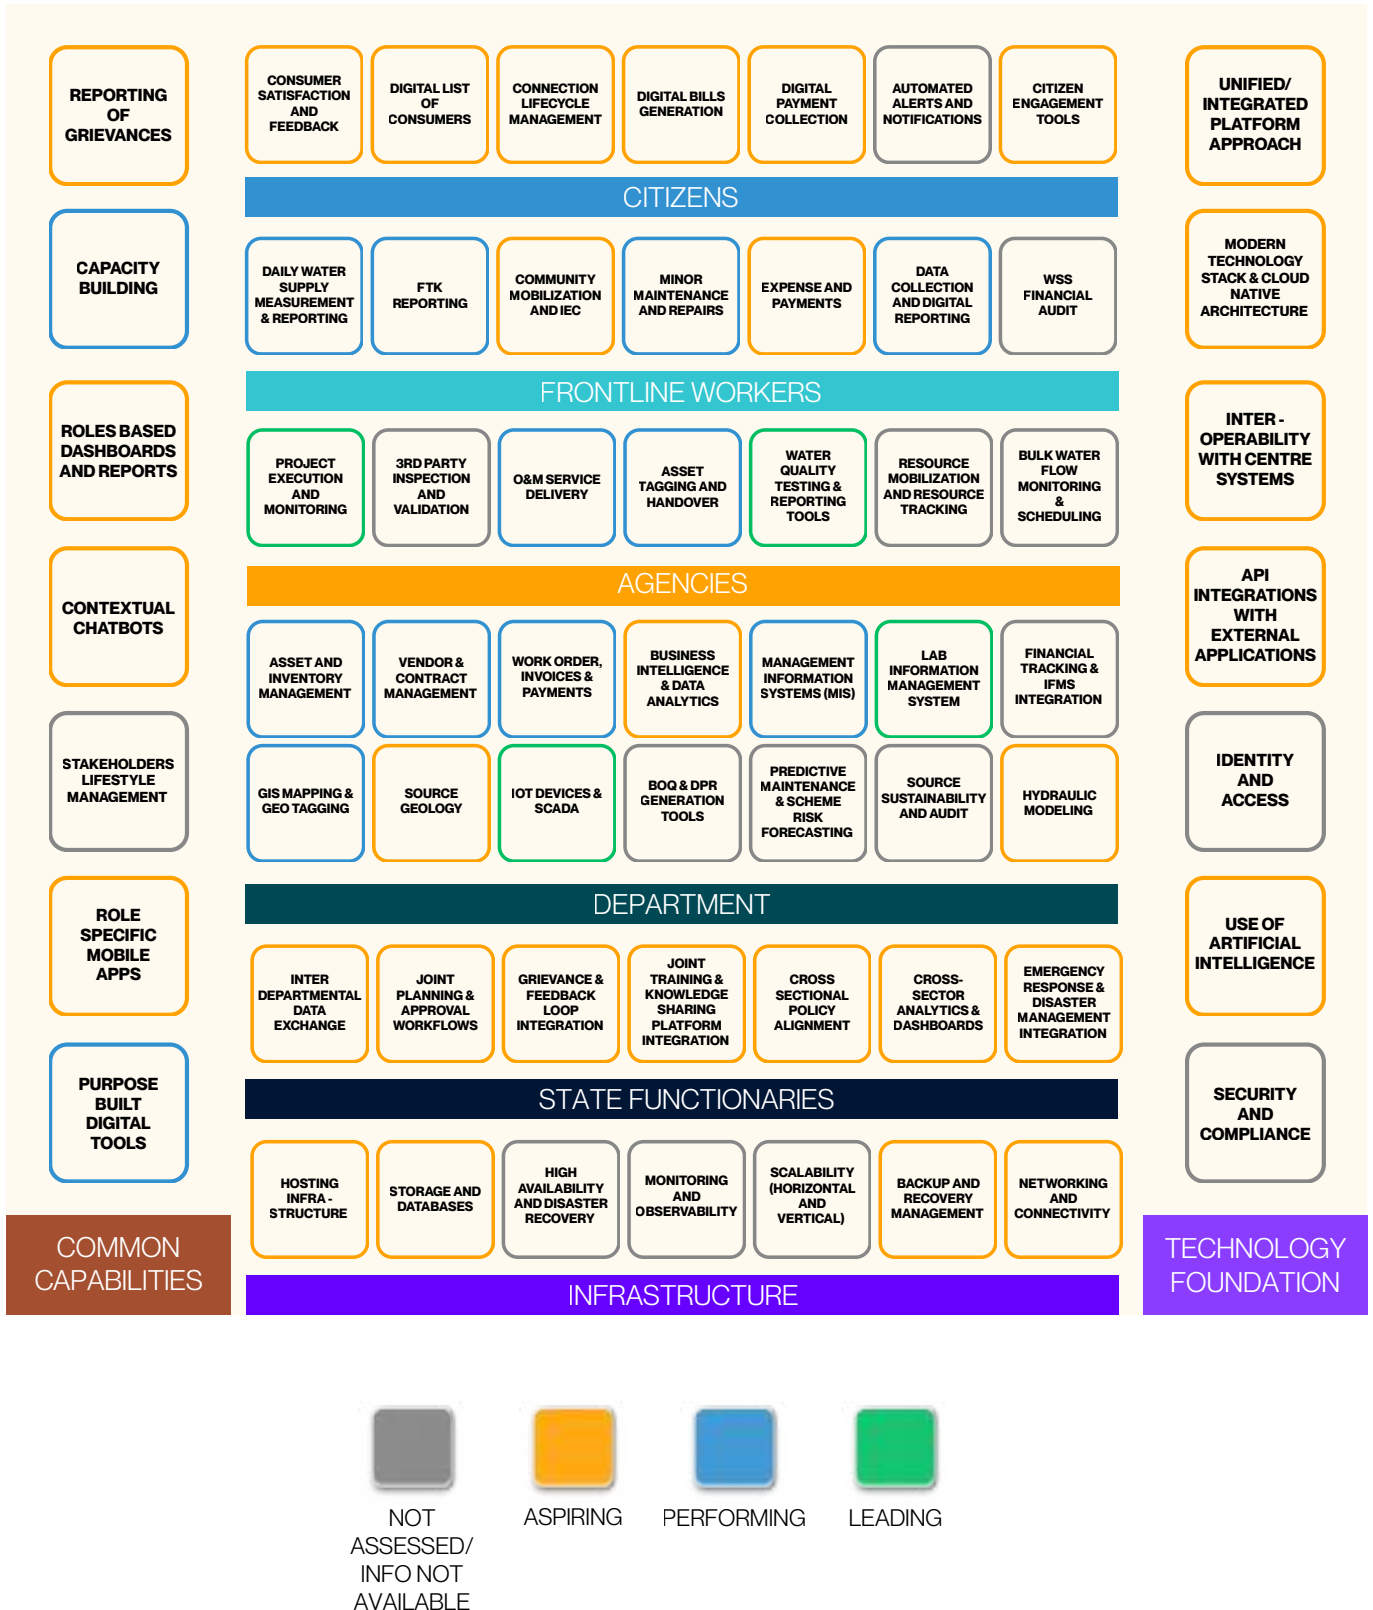 REPORTING
OF
GRIEVANCES
CAPACITY
BUILDING
ROLES BASED
DASHBOARDS
AND REPORTS
CONTEXTUAL
CHATBOTS
STAKEHOLDERS
LIFESTYLE
MANAGEMENT
ROLE
SPECIFIC
MOBILE
APPS
PURPOSE
BUILT
DIGITAL
TOOLS
COMMON
CAPABILITIES
CONSUMER
SATISFACTION
AND
FEEDBACK
DIGITAL LIST
OF
CONSUMERS
CONNECTION
LIFECYCLE
MANAGEMENT
DIGITAL BILLS
GENERATION
DIGITAL
PAYMENT
COLLECTION
AUTOMATED
ALERTS AND
NOTIFICATIONS
CITIZEN
ENGAGEMENT
TOOLS
CITIZENS
DAILY WATER
SUPPLY
MEASUREMENT
& REPORTING
FTK
REPORTING
COMMUNITY
MOBILIZATION
AND IEC
MINOR
MAINTENANCE
AND REPAIRS
EXPENSE AND
PAYMENTS
DATA
COLLECTION
AND DIGITAL
REPORTING
WSS
FINANCIAL
AUDIT
FRONTLINE WORKERS
PROJECT
EXECUTION
AND
MONITORING
3RD PARTY
INSPECTION
AND
VALIDATION
O&M SERVICE
DELIVERY
ASSET
TAGGING AND
HANDOVER
WATER
QUALITY
TESTING &
REPORTING
TOOLS
RESOURCE
MOBILIZATION
AND RESOURCE
TRACKING
BULK WATER
FLOW
MONITORING
&
SCHEDULING
AGENCIES
ASSET AND
INVENTORY
MANAGEMENT
VENDOR &
CONTRACT
MANAGEMENT
WORK ORDER,
INVOICES &
PAYMENTS
BUSINESS
INTELLIGENCE
& DATA
ANALYTICS
MANAGEMENT
INFORMATION
SYSTEMS (MIS)
LAB
INFORMATION
MANAGEMENT
SYSTEM
FINANCIAL
TRACKING &
IFMS
INTEGRATION
GIS MAPPING &
GEO TAGGING
SOURCE
GEOLOGY
IOT DEVICES &
SCADA
BOQ & DPR
GENERATION
TOOLS
PREDICTIVE
MAINTENANCE
& SCHEME
RISK
FORECASTING
SOURCE
SUSTAINABILITY
AND AUDIT
HYDRAULIC
MODELING
DEPARTMENT
INTER
DEPARTMENTAL
DATA
EXCHANGE
JOINT
PLANNING &
APPROVAL
WORKFLOWS
GRIEVANCE &
FEEDBACK
LOOP
INTEGRATION
JOINT
TRAINING &
KNOWLEDGE
SHARING
PLATFORM
INTEGRATION
CROSS
SECTIONAL
POLICY
ALIGNMENT
CROSS-
SECTOR
ANALYTICS &
DASHBOARDS
EMERGENCY
RESPONSE &
DISASTER
MANAGEMENT
INTEGRATION
STATE FUNCTIONARIES
HOSTING
INFRA -
STRUCTURE
STORAGE AND
DATABASES
HIGH
AVAILABILITY
AND DISASTER
RECOVERY
MONITORING
AND
OBSERVABILITY
SCALABILITY
(HORIZONTAL
AND
VERTICAL)
BACKUP AND
RECOVERY
MANAGEMENT
NETWORKING
AND
CONNECTIVITY
INFRASTRUCTURE
UNIFIED/
INTEGRATED
PLATFORM
APPROACH
MODERN
TECHNOLOGY
STACK & CLOUD
NATIVE
ARCHITECTURE
INTER -
OPERABILITY
WITH CENTRE
SYSTEMS
API
INTEGRATIONS
WITH
EXTERNAL
APPLICATIONS
IDENTITY
AND
ACCESS
USE OF
ARTIFICIAL
INTELLIGENCE
SECURITY
AND
COMPLIANCE
TECHNOLOGY
FOUNDATION
NOT
ASSESSED/
INFO NOT
AVAILABLE
ASPIRING
PERFORMING
LEADING